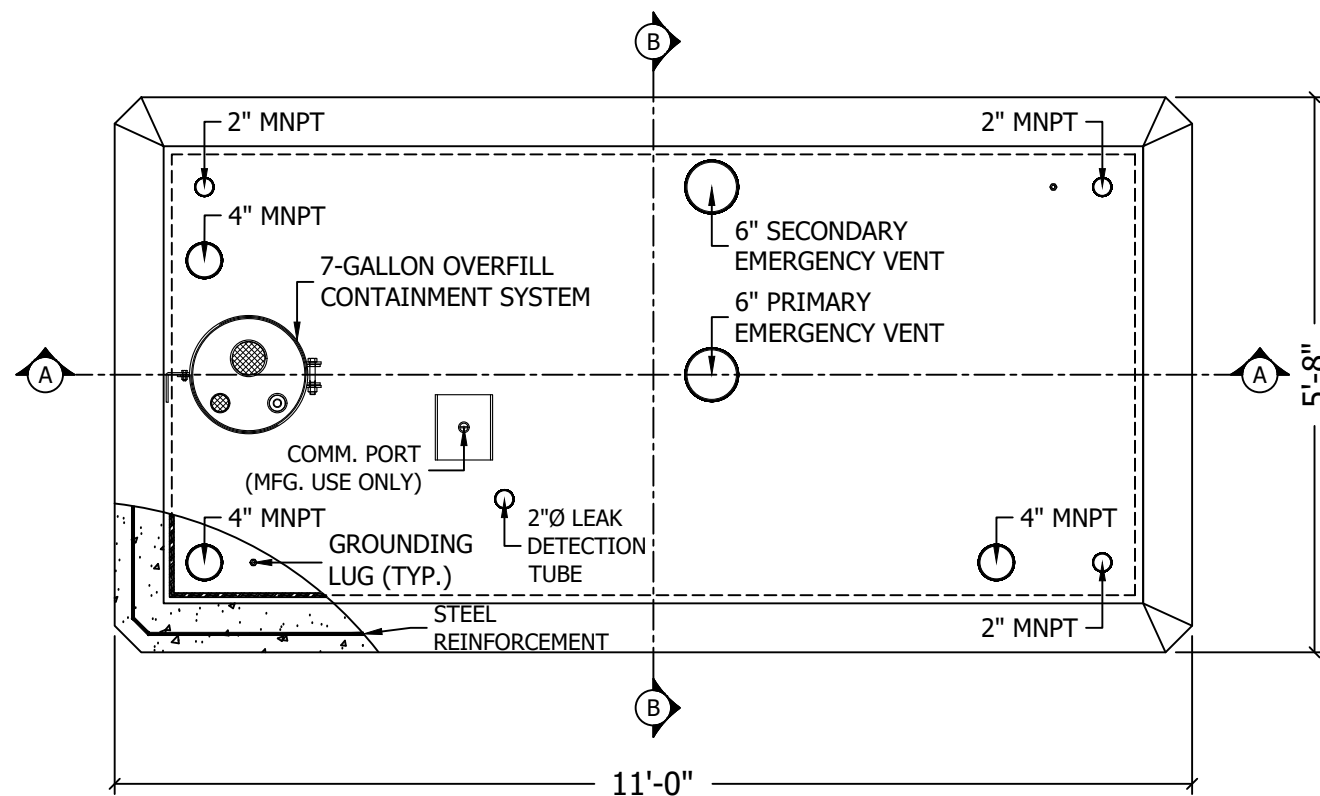 B
2" MNPT
2" MNPT
4" MNPT
6" SECONDARY
EMERGENCY VENT
7-GALLON OVERFILL
CONTAINMENT SYSTEM
6" PRIMARY
EMERGENCY VENT
A
A
5'-8"
COMM. PORT
(MFG. USE ONLY)
4" MNPT
GROUNDING
LUG (TYP.)
2"Ø LEAK
DETECTION
TUBE
4" MNPT
STEEL
REINFORCEMENT
2" MNPT
B
11'-0"